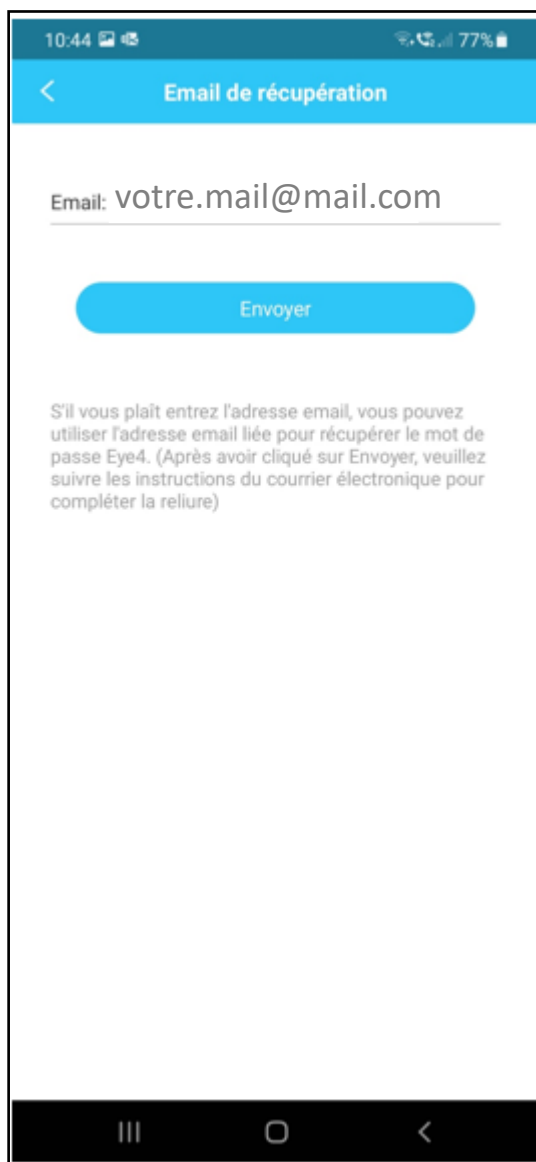 10:44
77%
Email de récupération
Email: votre.mail@mail.com
Envoyer
S'il vous plaît entrez l'adresse email, vous pouvez
utiliser l'adresse email liée pour récupérer le mot de
passe Eye4. (Après avoir cliqué sur Envoyer, veuillez
suivre les instructions du courrier électronique pour
compléter la reliure)